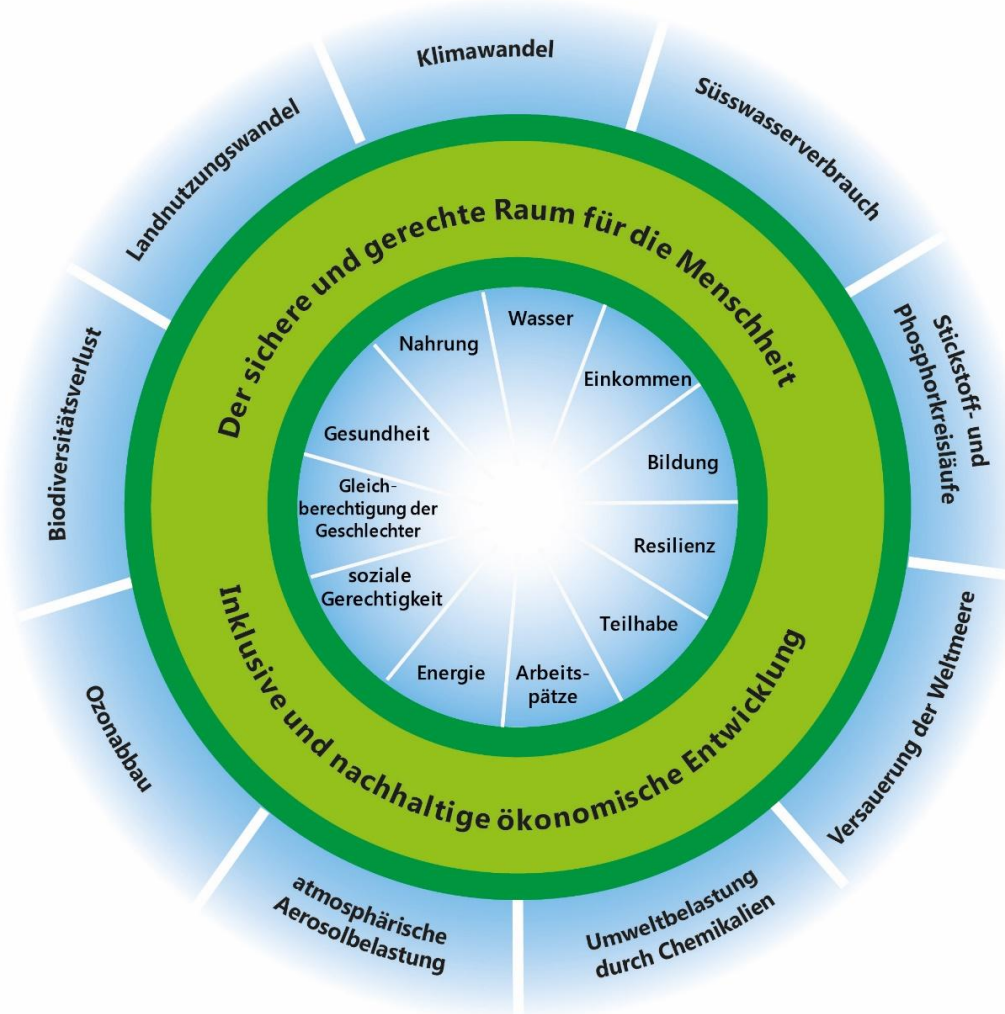 Klimawandel
Süsswasserverbrauch
Stickstoff- und
Phosphorkreisläufe
Versauerung der Weltmeere
Umweltbelastung
durch Chemikalien
atmosphärische
Aerosolbelastung
Ozonabbau
Biodiversitätsverlust
Landnutzungswandel
Der sichere und gerechte Raum für die Menschheit
Inklusive und nachhaltige ökonomische Entwicklung
Wasser
Einkommen
Bildung
Resilienz
Teilhabe
Arbeits-
pätze
Energie
soziale
Gerechtigkeit
Gleich-
berechtigung der
Geschlechter
Gesundheit
Nahrung